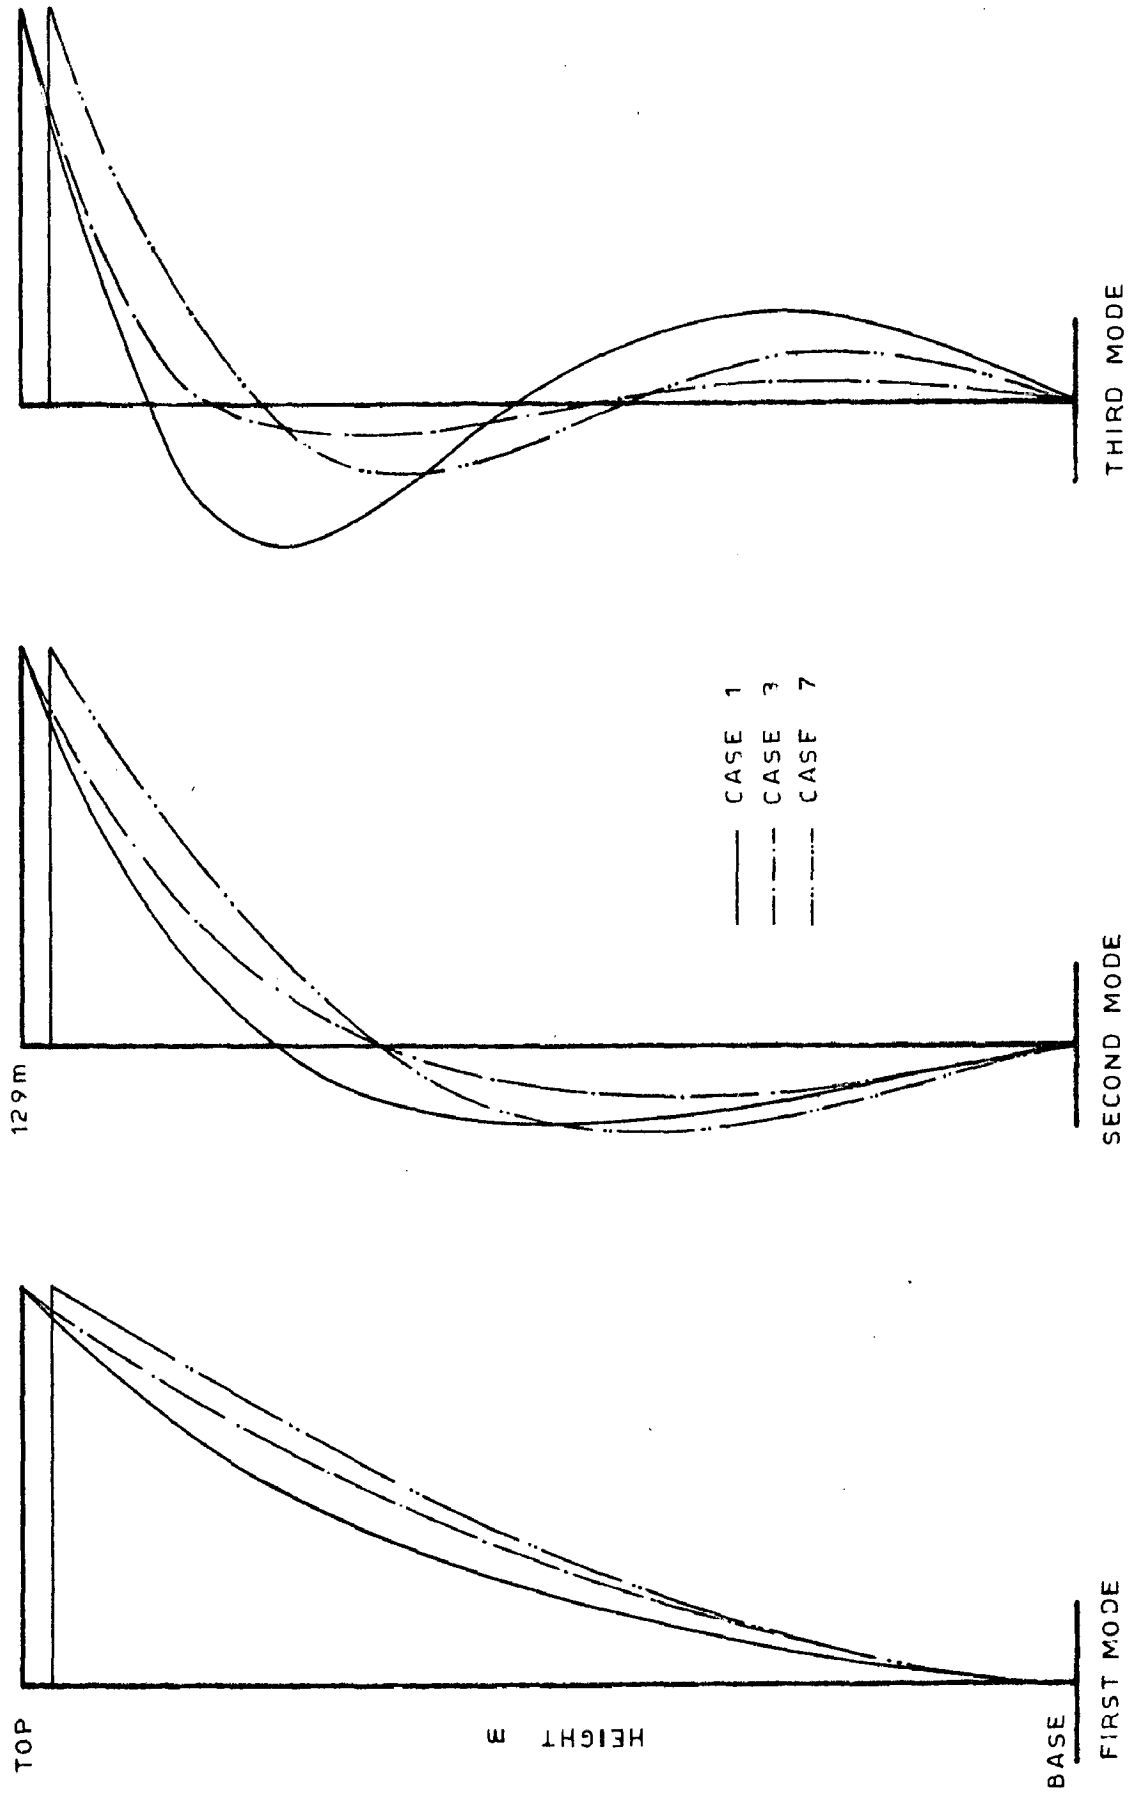 TOP
129m
HEIGHT m
CASE 1
CASE 3
CASE 7
BASE
FIRST MODE
SECOND MODE
THIRD MODE